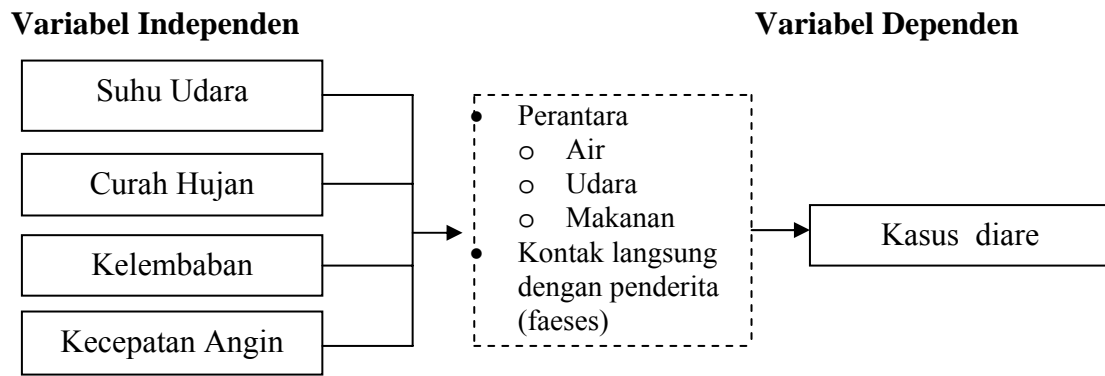 Variabel Independen
Variabel Dependen
Suhu Udara
Curah Hujan
Kelembaban
Kecepatan Angin
• Perantara
o Air
o Udara
o Makanan
• Kontak langsung
dengan penderita
(faeses)
Kasus diare